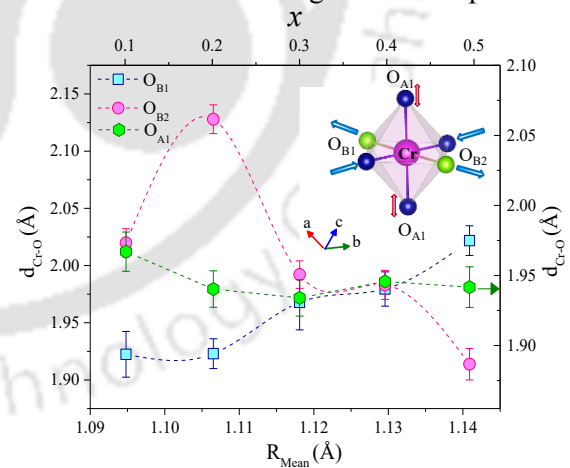 x
0.1 0.2 0.3 0.4 0.5
O_B1
O_B2
O_A1
2.15
2.10
2.05
2.00
1.95
1.90
d_Cr-O (Å)
2.10
2.05
2.00
1.95
1.90
d_Cr-O (Å)
O_A1
O_B1
Cr
O_B2
O_A1
a
c
b
1.09 1.10 1.11 1.12 1.13 1.14
R_Mean (Å)